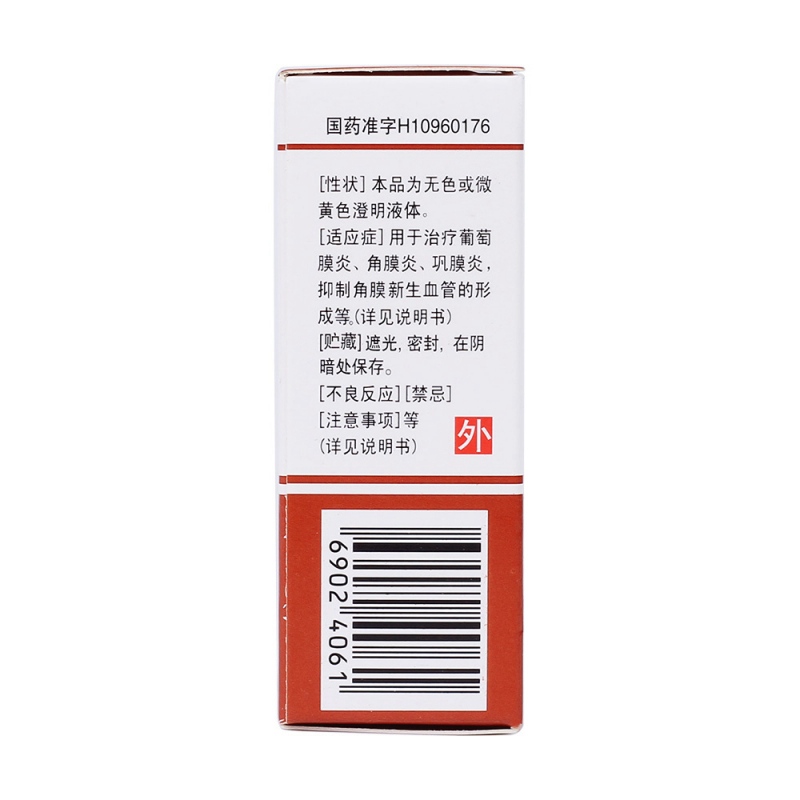 国药准字H10960176
[性状]本品为无色或微
黄色澄明液体。
[适应症]用于治疗葡萄
膜炎、角膜炎、巩膜炎,
抑制角膜新生血管的形
成等。(详见说明书)
[贮藏]遮光,密封,在阴
暗处保存。
[不良反应][禁忌]
[注意事项]等
(详见说明书)
外
6902 4061